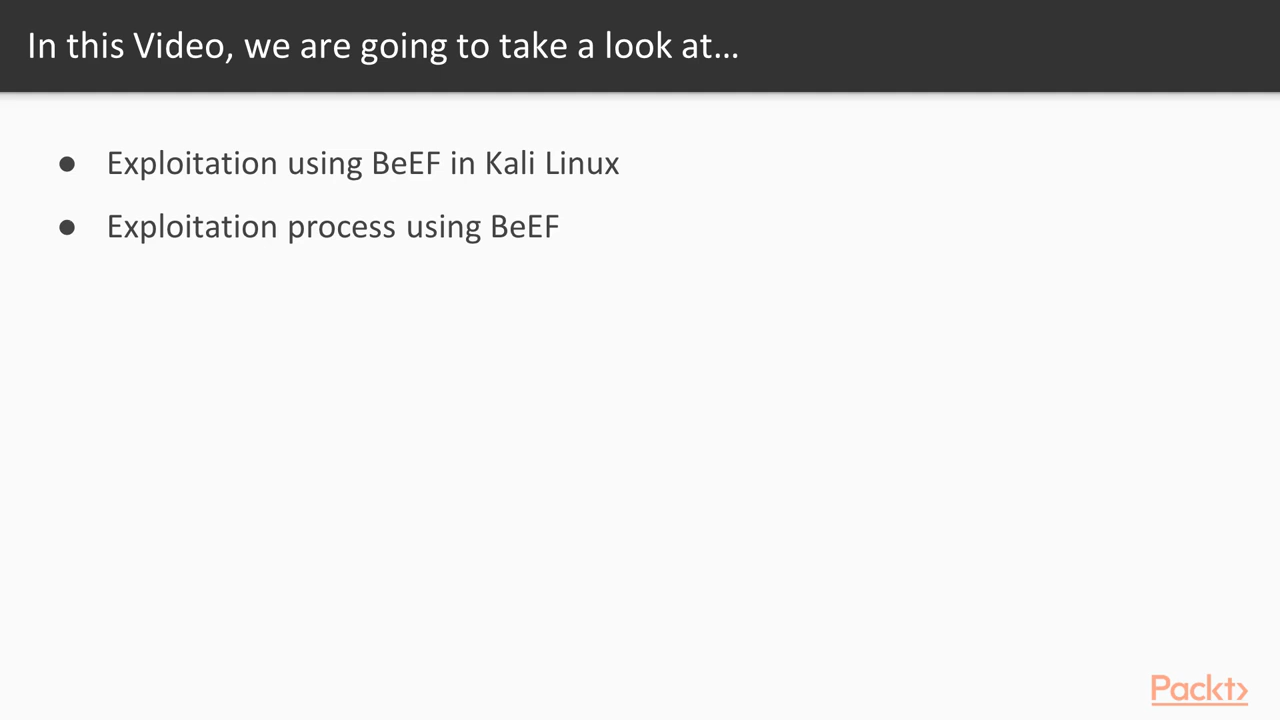 In this Video, we are going to take a look at...
● Exploitation using BeEF in Kali Linux
● Exploitation process using BeEF
Packt>